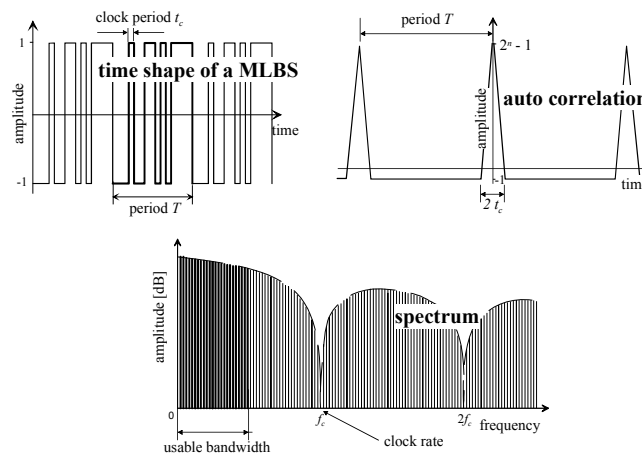 clock period t_c
1
time shape of a MLBS
amplitude
time
-1
period T
period T
2ⁿ - 1
auto correlation
amplitude
-1
time
2 t_c
amplitude [dB]
spectrum
0
f_c
2f_c
frequency
usable bandwidth
clock rate